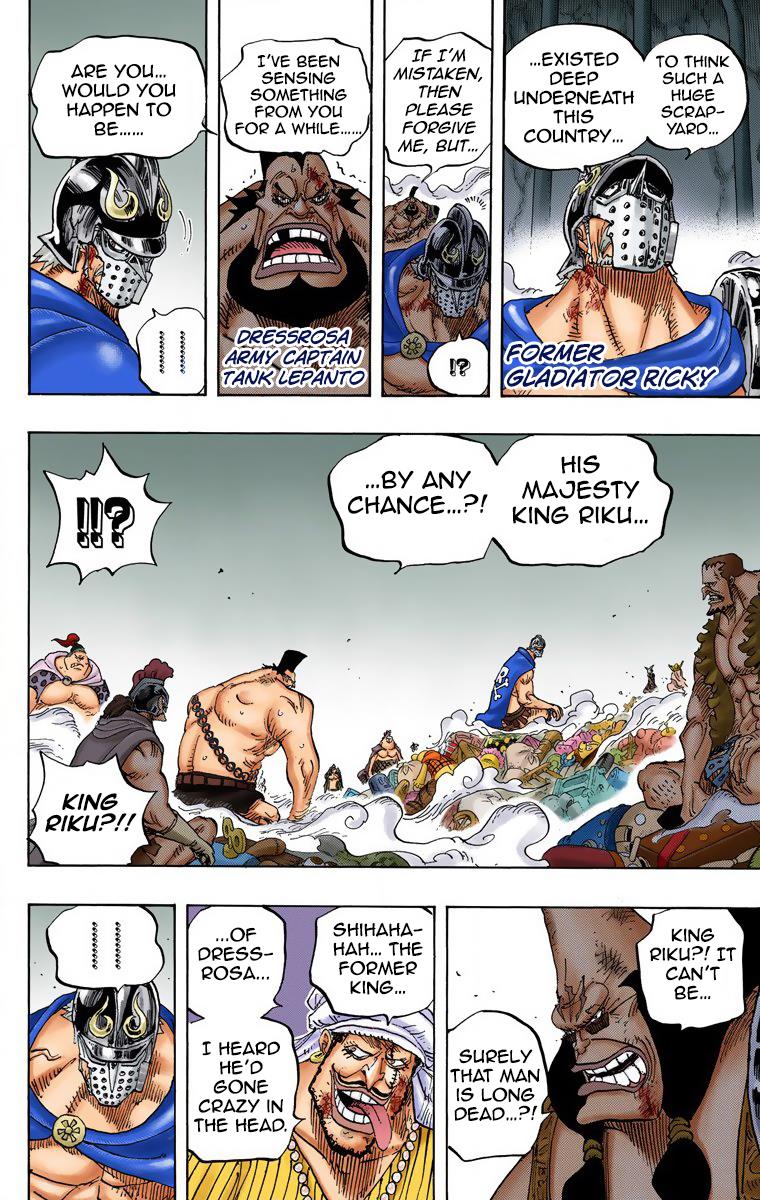 TO THINK
SUCH A
HUGE
SCRAP-
YARD...
...EXISTED
DEEP
UNDERNEATH
THIS
COUNTRY...
FORMER
GLADIATOR RICKY
IF I'M
MISTAKEN,
THEN
PLEASE
FORGIVE
ME, BUT...
!?
I'VE BEEN
SENSING
SOMETHING
FROM YOU
FOR A WHILE......
DRESSROSA
ARMY CAPTAIN
TANK LEPANTO
ARE YOU...
WOULD YOU
HAPPEN TO
BE......
......
......
HIS
MAJESTY
KING RIKU...
...BY ANY
CHANCE...?!
!!?
KING
RIKU?!!
KING
RIKU?! IT
CAN'T
BE...
SURELY
THAT MAN
IS LONG
DEAD...?!
SHIHAHA-
HAH... THE
FORMER
KING...
...OF
DRESS-
ROSA...
I HEARD
HE'D
GONE
CRAZY IN
THE HEAD.
......
......